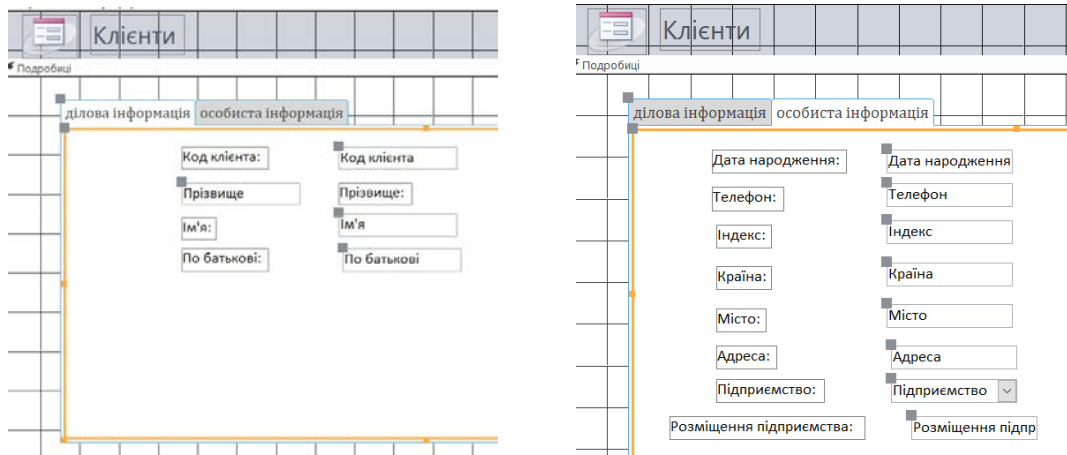 Клієнти
Подробиці
ділова інформація особиста інформація
Код клієнта: Код клієнта
Прізвище Прізвище:
Ім'я: Ім'я
По батькові: По батькові
Клієнти
Подробиці
ділова інформація особиста інформація
Дата народження: Дата народження
Телефон: Телефон
Індекс: Індекс
Країна: Країна
Місто: Місто
Адреса: Адреса
Підприємство: Підприємство
Розміщення підприємства: Розміщення підпр